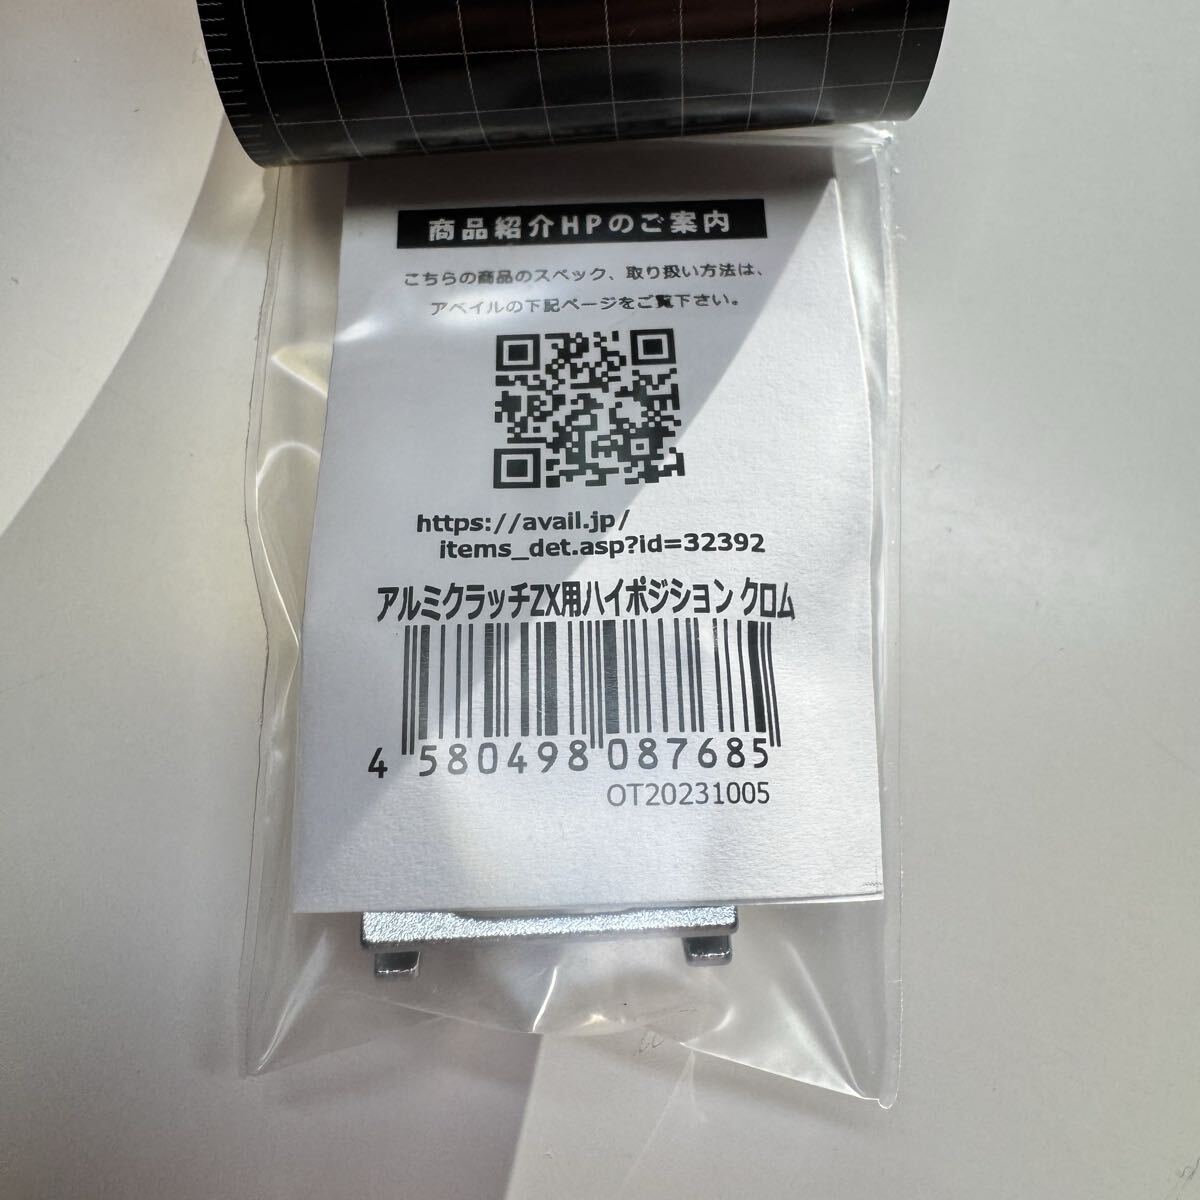 商品紹介HPのご案内
こちらの商品のスペック、取り扱い方法は、
アベイルの下記ページをご覧下さい。
https://avail.jp/
items_det.asp?id=32392
アルミクラッチZX用ハイポジション クロム
4 580498 087685
OT20231005